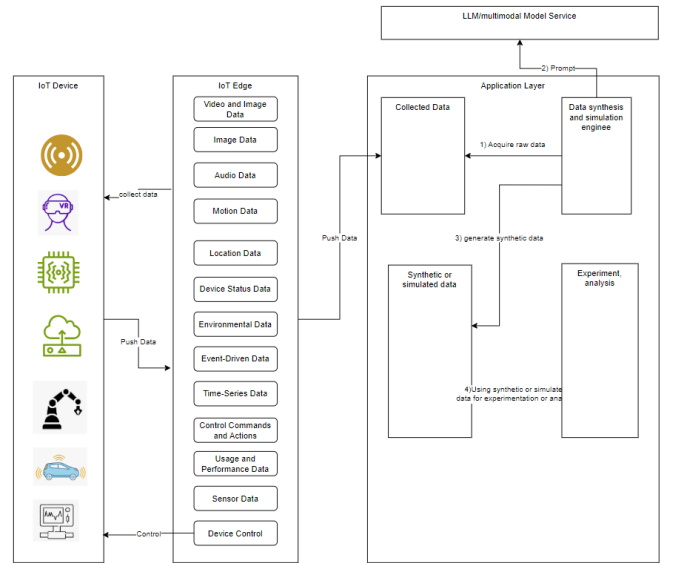 LLM/multimodal Model Service
2) Prompt
IoT Device
VR
collect data
Push Data
Control
IoT Edge
Video and Image
Data
Image Data
Audio Data
Motion Data
Location Data
Device Status Data
Environmental Data
Event-Driven Data
Time-Series Data
Control Commands
and Actions
Usage and
Performance Data
Sensor Data
Device Control
Push Data
Application Layer
Collected Data
Data synthesis
and simulation
enginee
1) Acquire raw data
3) generate synthetic data
Synthetic or
simulated data
Experiment,
analysis
4)Using synthetic or simulate
data for experimentation or ana